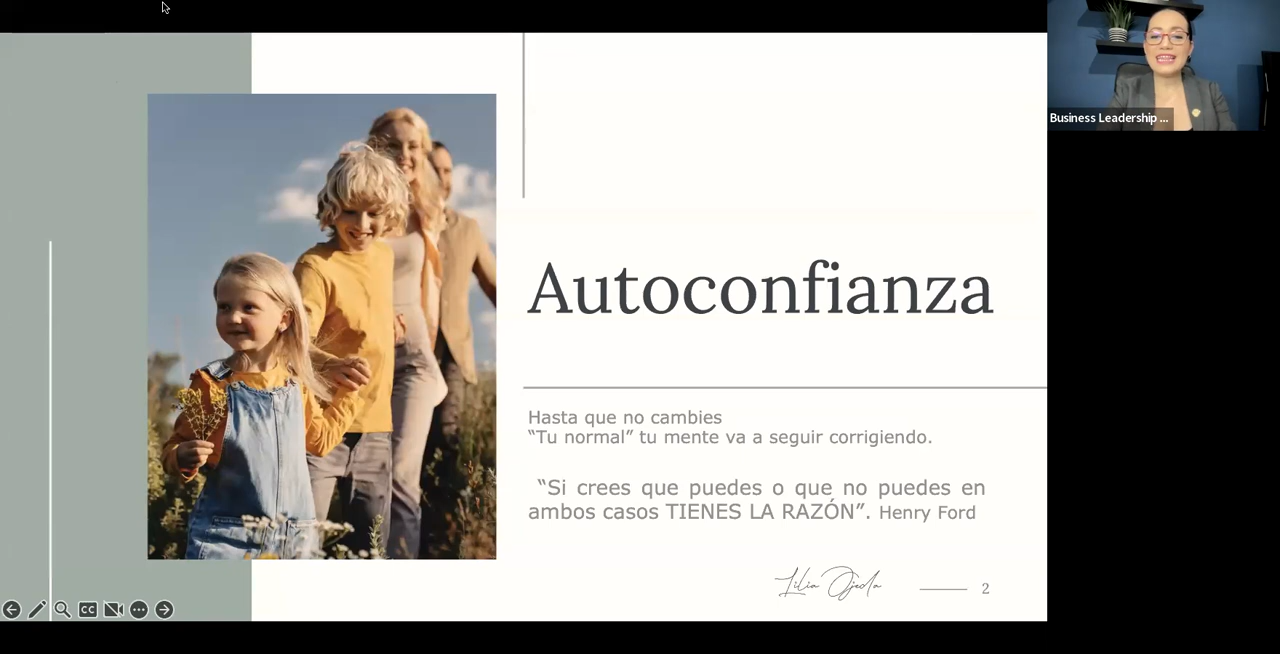 Business Leadership ...
Autoconfianza
Hasta que no cambies
“Tu normal” tu mente va a seguir corrigiendo.
“Si crees que puedes o que no puedes en
ambos casos TIENES LA RAZÓN”. Henry Ford
Lilia Ojeda
2
CC